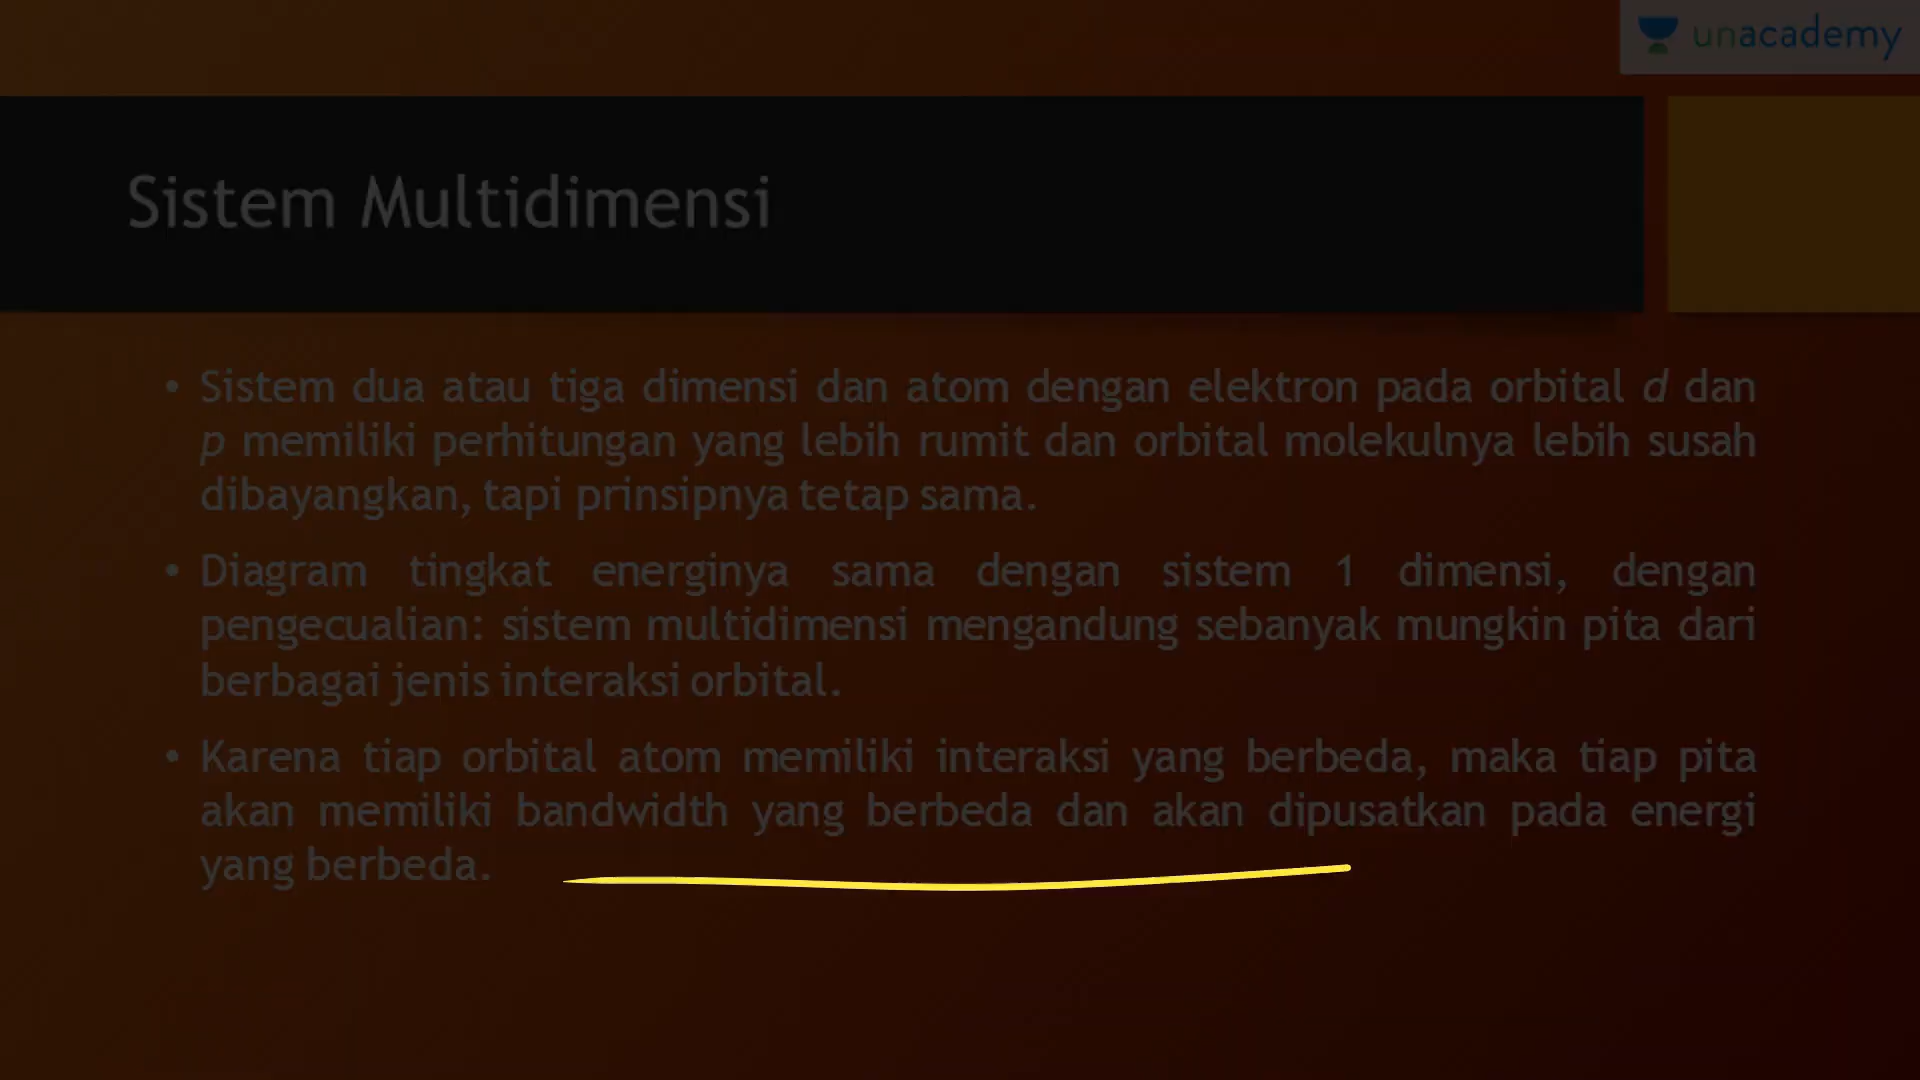 unacademy
Sistem Multidimensi
• Sistem dua atau tiga dimensi dan atom dengan elektron pada orbital d dan
p memiliki perhitungan yang lebih rumit dan orbital molekulnya lebih susah
dibayangkan, tapi prinsipnya tetap sama.
• Diagram tingkat energinya sama dengan sistem 1 dimensi, dengan
pengecualian: sistem multidimensi mengandung sebanyak mungkin pita dari
berbagai jenis interaksi orbital.
• Karena tiap orbital atom memiliki interaksi yang berbeda, maka tiap pita
akan memiliki bandwidth yang berbeda dan akan dipusatkan pada energi
yang berbeda.